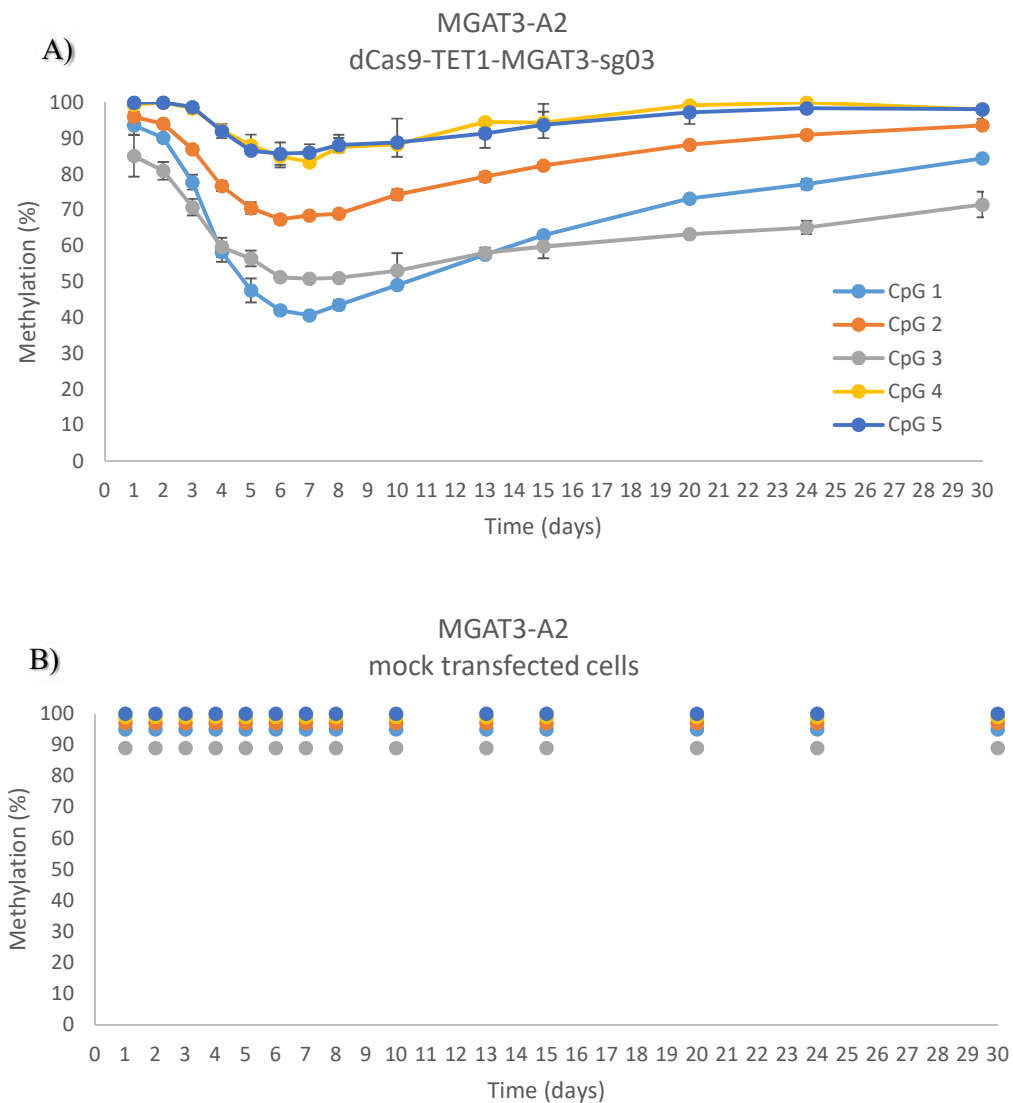 MGAT3-A2
A)
dCas9-TET1-MGAT3-sg03
100
90
80
70
60
50
40
30
20
10
0
Methylation (%)
CpG 1
CpG 2
CpG 3
CpG 4
CpG 5
0 1 2 3 4 5 6 7 8 9 10 11 12 13 14 15 16 17 18 19 20 21 22 23 24 25 26 27 28 29 30
Time (days)
MGAT3-A2
B)
mock transfected cells
100
90
80
70
60
50
40
30
20
10
0
Methylation (%)
0 1 2 3 4 5 6 7 8 9 10 11 12 13 14 15 16 17 18 19 20 21 22 23 24 25 26 27 28 29 30
Time (days)